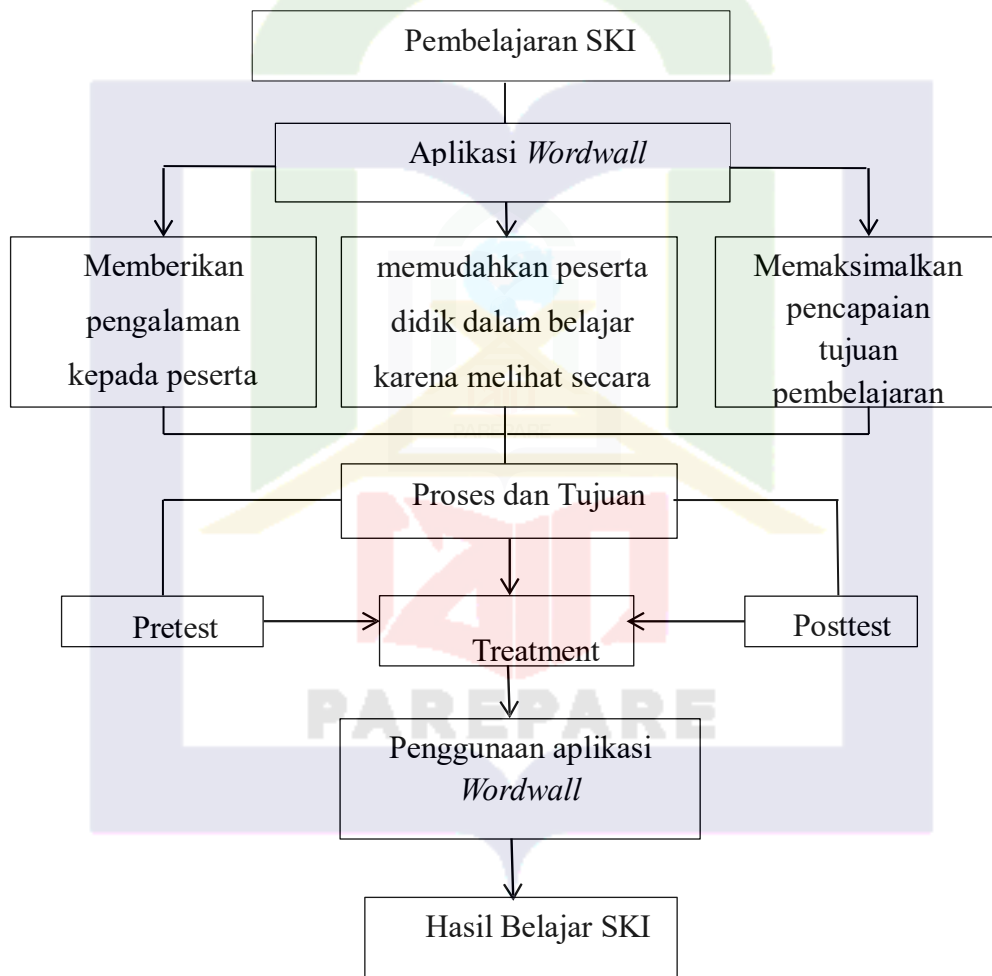 Pembelajaran SKI
Aplikasi Wordwall
Memberikan
pengalaman
kepada peserta
memudahkan peserta
didik dalam belajar
karena melihat secara
Memaksimalkan
pencapaian
tujuan
pembelajaran
PAREPARE
Proses dan Tujuan
Pretest
Treatment
Posttest
PAREPARE
Penggunaan aplikasi
Wordwall
Hasil Belajar SKI